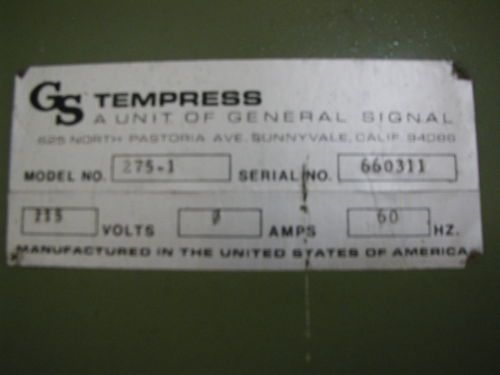 GS TEMPRESS
A UNIT OF GENERAL SIGNAL
625 NORTH PASTORIA AVE. SUNNYVALE, CALIF. 94086
MODEL NO. 275-1 SERIAL NO. 660311
115 VOLTS Ø AMPS 60 HZ.
MANUFACTURED IN THE UNITED STATES OF AMERICA